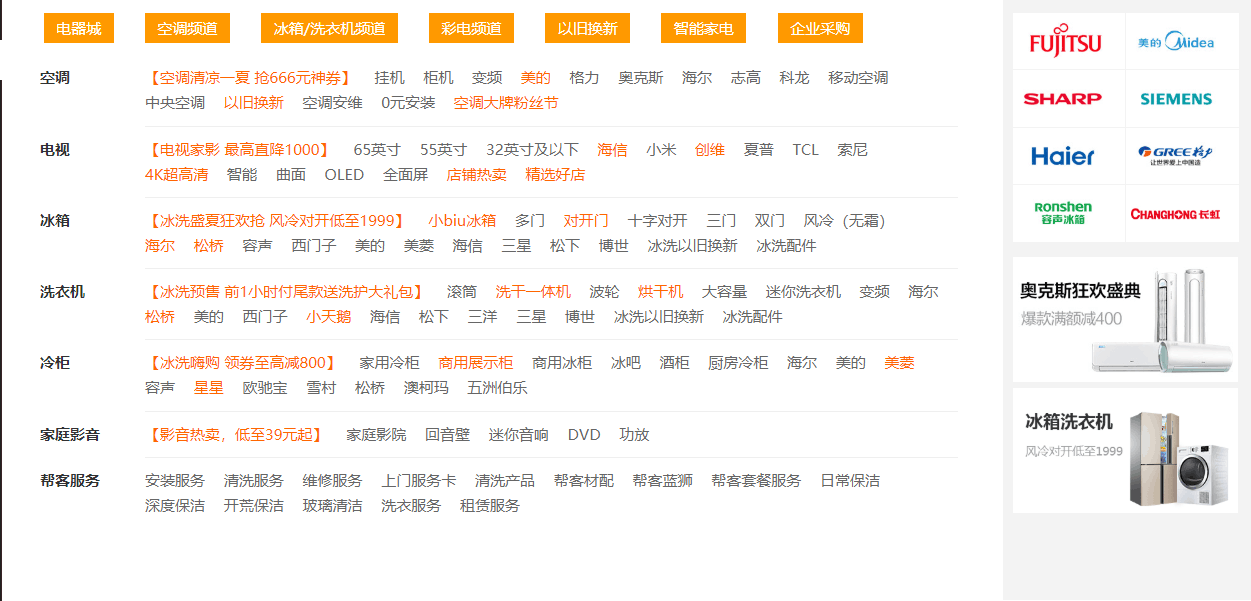 电器城 空调频道 冰箱/洗衣机频道 彩电频道 以旧换新 智能家电 企业采购
空调 【空调清凉一夏 抢666元神券】 挂机 柜机 变频 美的 格力 奥克斯 海尔 志高 科龙 移动空调
中央空调 以旧换新 空调安维 0元安装 空调大牌粉丝节
电视 【电视家影 最高直降1000】 65英寸 55英寸 32英寸及以下 海信 小米 创维 夏普 TCL 索尼
4K超高清 智能 曲面 OLED 全面屏 店铺热卖 精选好店
冰箱 【冰洗盛夏狂欢抢 风冷对开低至1999】 小biu冰箱 多门 对开门 十字对开 三门 双门 风冷（无霜）
海尔 松桥 容声 西门子 美的 美菱 海信 三星 松下 博世 冰洗以旧换新 冰洗配件
洗衣机 【冰洗预售 前1小时付尾款送洗护大礼包】 滚筒 洗干一体机 波轮 烘干机 大容量 迷你洗衣机 变频 海尔
松桥 美的 西门子 小天鹅 海信 松下 三洋 三星 博世 冰洗以旧换新 冰洗配件
冷柜 【冰洗嗨购 领券至高减800】 家用冷柜 商用展示柜 商用冰柜 冰吧 酒柜 厨房冷柜 海尔 美的 美菱
容声 星星 欧驰宝 雪村 松桥 澳柯玛 五洲伯乐
家庭影音 【影音热卖，低至39元起】 家庭影院 回音壁 迷你音响 DVD 功放
帮客服务 安装服务 清洗服务 维修服务 上门服务卡 清洗产品 帮客材配 帮客蓝狮 帮客套餐服务 日常保洁
深度保洁 开荒保洁 玻璃清洁 洗衣服务 租赁服务
FUJITSU 美的 Midea
SHARP SIEMENS
Haier GREE格力
让世界爱上中国造
Ronshen
容声冰箱 CHANGHONG 长虹
奥克斯狂欢盛典
爆款满额减400
冰箱洗衣机
风冷对开低至1999